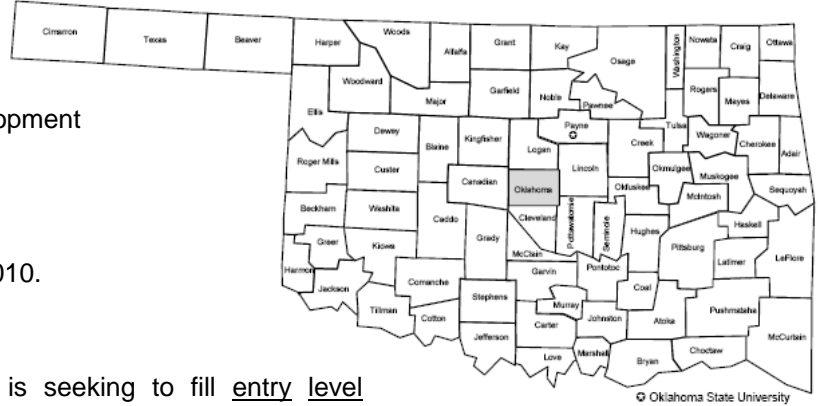 Cimarron Texas Beaver Harper Woods Alfalfa Grant Kay Osage Washington Nowata Craig Ottawa
Woodward Major Garfield Noble Pawnee Rogers Mayes Delaware
opment
Ellis Dewey Blaine Kingfisher Logan Payne Creek Tulsa Wagoner Cherokee Adair
Roger Mills Custer Canadian Oklahoma Lincoln Okfuskee Okmulgee Muskogee McIntosh Sequoyah
Beckham Washita Caddo Grady Cleveland Pottawatomie Seminole Hughes Pittsburg Haskell
Greer Kiowa McClain Latimer LeFlore
010.
Harmon Jackson Comanche Stephens Garvin Pontotoc Coal
Tillman Cotton Murray Johnston Atoka Pushmataha McCurtain
Jefferson Carter Love Marshall Bryan Choctaw
is seeking to fill entry level
Oklahoma State University